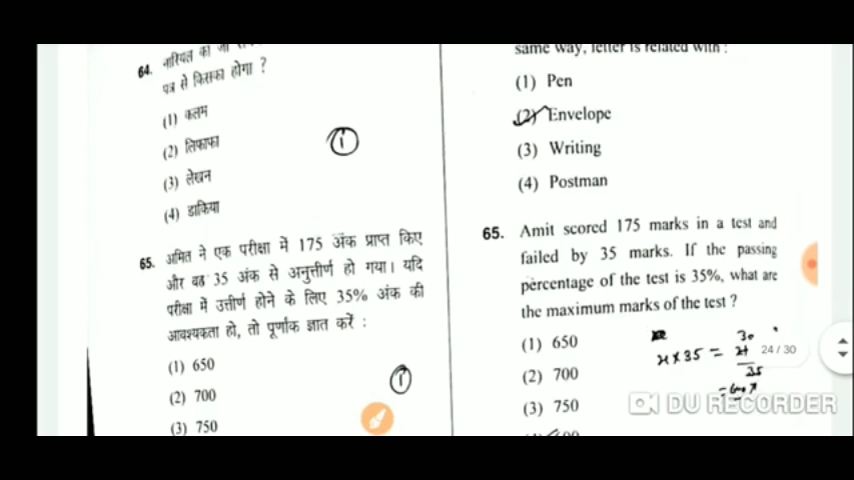 64. नारियल का जो
पत्र से किसका होगा ?
(1) कलम
(2) लिफाफा
(3) लेखन
(4) डाकिया
65. अमित ने एक परीक्षा में 175 अंक प्राप्त किए
और वह 35 अंक से अनुत्तीर्ण हो गया। यदि
परीक्षा में उत्तीर्ण होने के लिए 35% अंक की
आवश्यकता हो, तो पूर्णांक ज्ञात करें :
(1) 650
(2) 700
(3) 750
same way, letter is related with :
(1) Pen
(2) Envelope
(3) Writing
(4) Postman
65. Amit scored 175 marks in a test and
failed by 35 marks. If the passing
percentage of the test is 35%, what are
the maximum marks of the test ?
(1) 650
(2) 700
(3) 750
x x 35 =
30
35
24/30
DU RECORDER